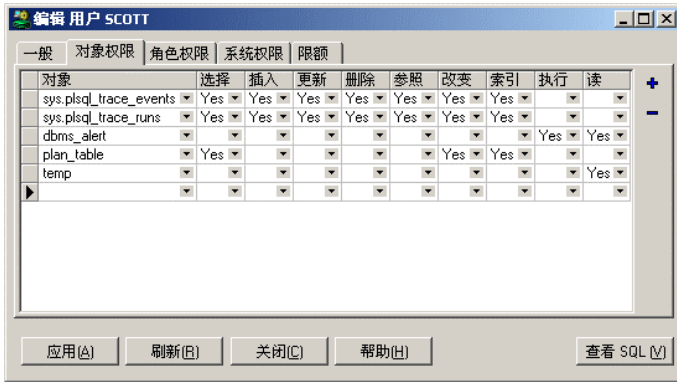 编辑 用户 SCOTT
一般 对象权限 角色权限 系统权限 限额
对象 选择 插入 更新 删除 参照 改变 索引 执行 读
sys.plsql_trace_events Yes Yes Yes Yes Yes Yes Yes
sys.plsql_trace_runs Yes Yes Yes Yes Yes Yes Yes
dbms_alert Yes Yes
plan_table Yes Yes Yes
temp Yes
应用(A) 刷新(R) 关闭(C) 帮助(H) 查看 SQL (V)